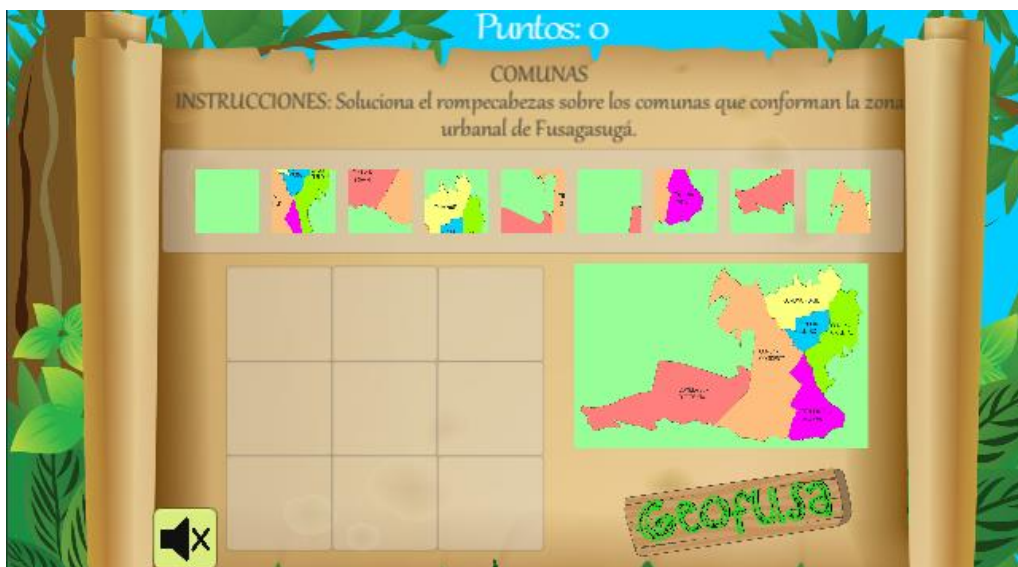 Puntos: 0
COMUNAS
INSTRUCCIONES: Soluciona el rompecabezas sobre los comunas que conforman la zona
urbanal de Fusagasugá.
Geofusa